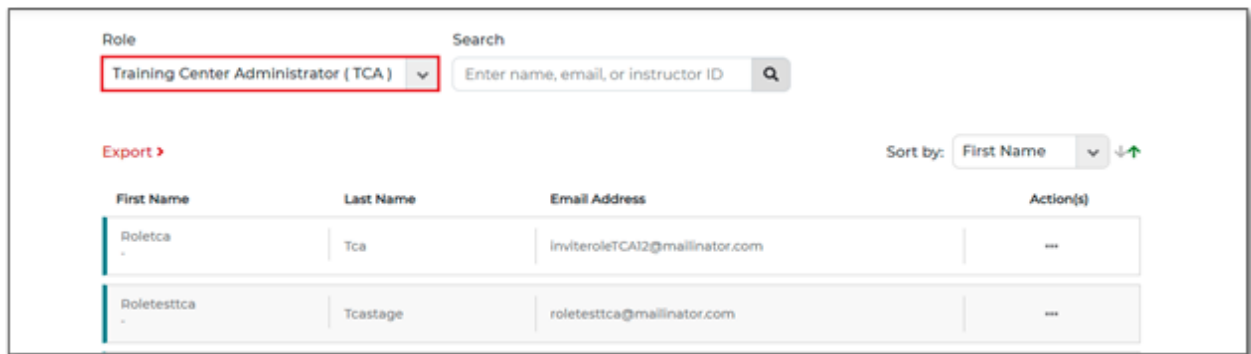 Role Search
Training Center Administrator ( TCA ) Enter name, email, or instructor ID
Export > Sort by: First Name
First Name Last Name Email Address Action(s)
Roletca
- Tca inviteroleTCA12@mailinator.com ...
Roletesttca
- Tcastage roletesttca@mailinator.com ...